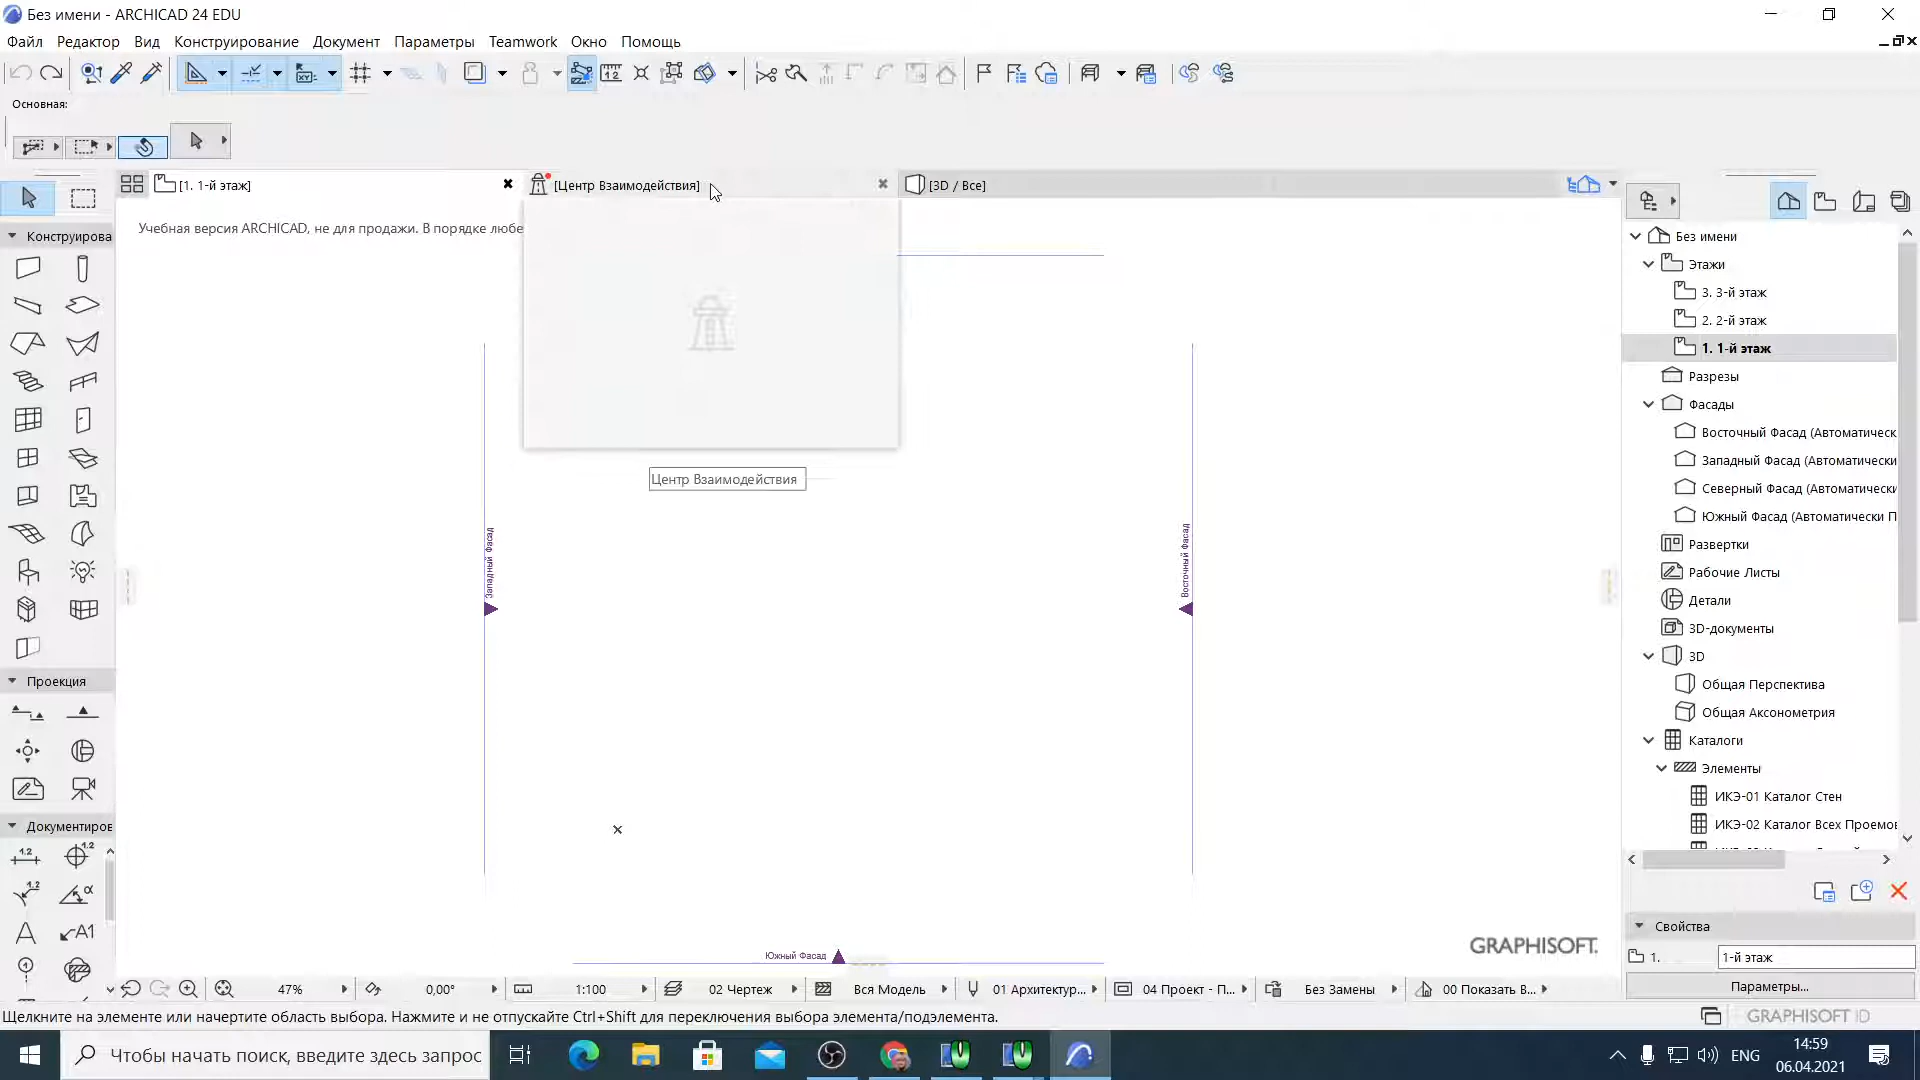 Без имени - ARCHICAD 24 EDU
Файл Редактор Вид Конструирование Документ Параметры Teamwork Окно Помощь
Основная:
[1. 1-й этаж]
[Центр Взаимодействия]
[3D / Все]
Учебная версия ARCHICAD, не для продажи. В порядке любе
Центр Взаимодействия
Западный Фасад
Восточный Фасад
Южный Фасад
Конструирова
Проекция
Документиров
Без имени
Этажи
3. 3-й этаж
2. 2-й этаж
1. 1-й этаж
Разрезы
Фасады
Восточный Фасад (Автоматическ
Западный Фасад (Автоматически
Северный Фасад (Автоматически
Южный Фасад (Автоматически П
Развертки
Рабочие Листы
Детали
3D-документы
3D
Общая Перспектива
Общая Аксонометрия
Каталоги
Элементы
ИКЭ-01 Каталог Стен
ИКЭ-02 Каталог Всех Проемов
Свойства
1. 1-й этаж
Параметры...
GRAPHISOFT.
47% 0,00° 1:100 02 Чертеж Вся Модель 01 Архитектур... 04 Проект - П... Без Замены 00 Показать В...
Щелкните на элементе или начертите область выбора. Нажмите и не отпускайте Ctrl+Shift для переключения выбора элемента/подэлемента.
GRAPHISOFT ID
Чтобы начать поиск, введите здесь запрос
ENG
14:59
06.04.2021